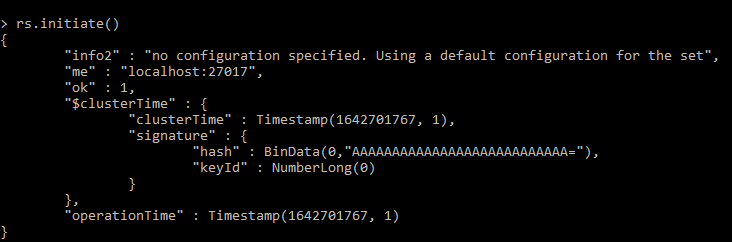 > rs.initiate()
{
        "info2" : "no configuration specified. Using a default configuration for the set",
        "me" : "localhost:27017",
        "ok" : 1,
        "$clusterTime" : {
                "clusterTime" : Timestamp(1642701767, 1),
                "signature" : {
                        "hash" : BinData(0,"AAAAAAAAAAAAAAAAAAAAAAAAAAA="),
                        "keyId" : NumberLong(0)
                }
        },
        "operationTime" : Timestamp(1642701767, 1)
}